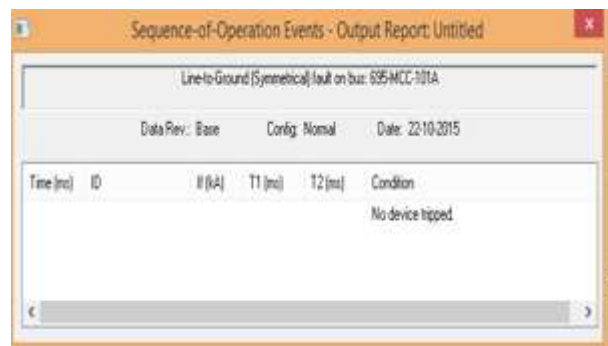 Sequence-of-Operation Events - Output Report: Untitled
x
Line-to-Ground (Symmetrical) fault on bus: 695-MCC-101A
Data Rev.: Base Config: Normal Date: 22-10-2015
Time (ms) ID If (kA) T1 (ms) T2 (ms) Condition
No device tripped.